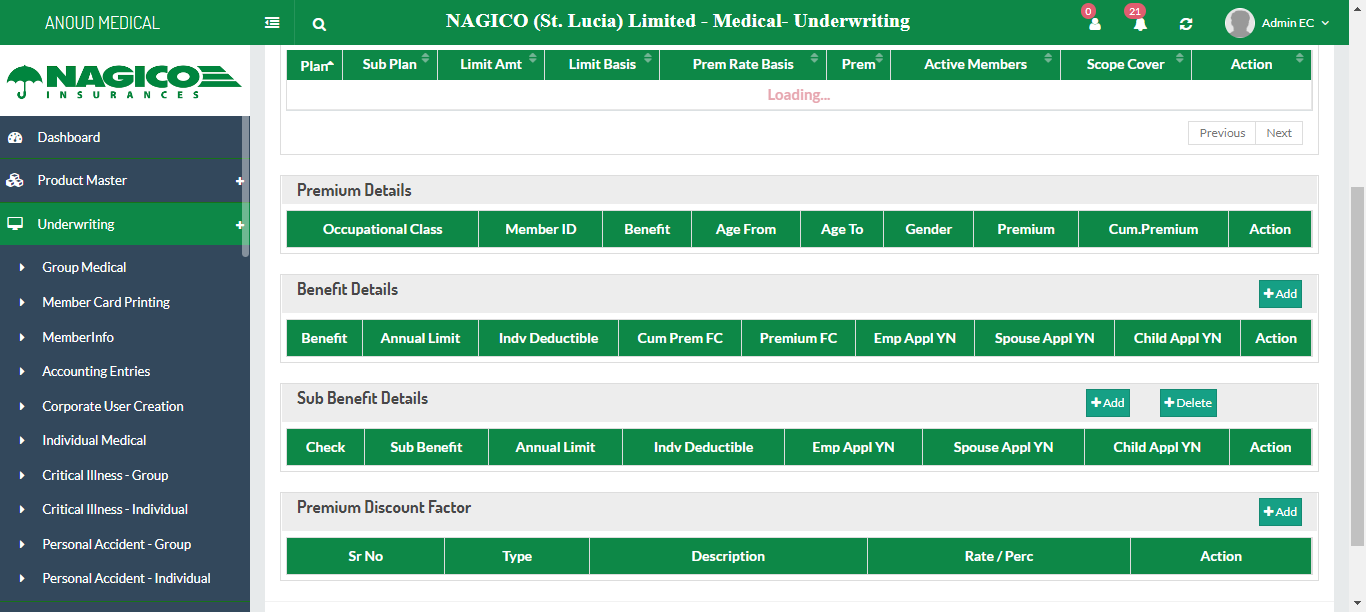 ANOUD MEDICAL
NAGICO (St. Lucia) Limited - Medical- Underwriting
0
21
Admin EC
NAGICO
INSURANCES
Dashboard
Product Master
Underwriting
Group Medical
Member Card Printing
MemberInfo
Accounting Entries
Corporate User Creation
Individual Medical
Critical Illness - Group
Critical Illness - Individual
Personal Accident - Group
Personal Accident - Individual
Plan Sub Plan Limit Amt Limit Basis Prem Rate Basis Prem Active Members Scope Cover Action
Loading...
Previous Next
Premium Details
Occupational Class Member ID Benefit Age From Age To Gender Premium Cum.Premium Action
Benefit Details
Add
Benefit Annual Limit Indv Deductible Cum Prem FC Premium FC Emp Appl YN Spouse Appl YN Child Appl YN Action
Sub Benefit Details
Add Delete
Check Sub Benefit Annual Limit Indv Deductible Emp Appl YN Spouse Appl YN Child Appl YN Action
Premium Discount Factor
Add
Sr No Type Description Rate / Perc Action